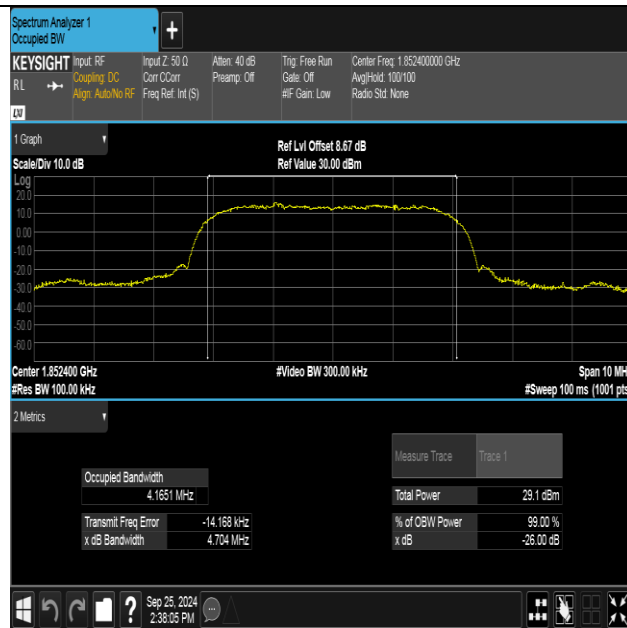 Spectrum Analyzer 1
Occupied BW
+
KEYSIGHT Input: RF Input Z: 50 Ω Atten: 40 dB Trig: Free Run Center Freq: 1.852400000 GHz
RL Coupling: DC Corr CCorr Preamp: Off Gate: Off Avg|Hold: 100/100
Align: Auto/No RF Freq Ref: Int (S) #IF Gain: Low Radio Std: None
LXI
1 Graph
Ref Lvl Offset 8.67 dB
Scale/Div 10.0 dB Ref Value 30.00 dBm
Log
20.0
10.0
0.00
-10.0
-20.0
-30.0
-40.0
-50.0
-60.0
Center 1.852400 GHz #Video BW 300.00 kHz Span 10 MH
#Res BW 100.00 kHz #Sweep 100 ms (1001 pts
2 Metrics
Measure Trace Trace 1
Occupied Bandwidth
4.1651 MHz Total Power 29.1 dBm
Transmit Freq Error -14.168 kHz % of OBW Power 99.00 %
x dB Bandwidth 4.704 MHz x dB -26.00 dB
? Sep 25, 2024
2:38:05 PM